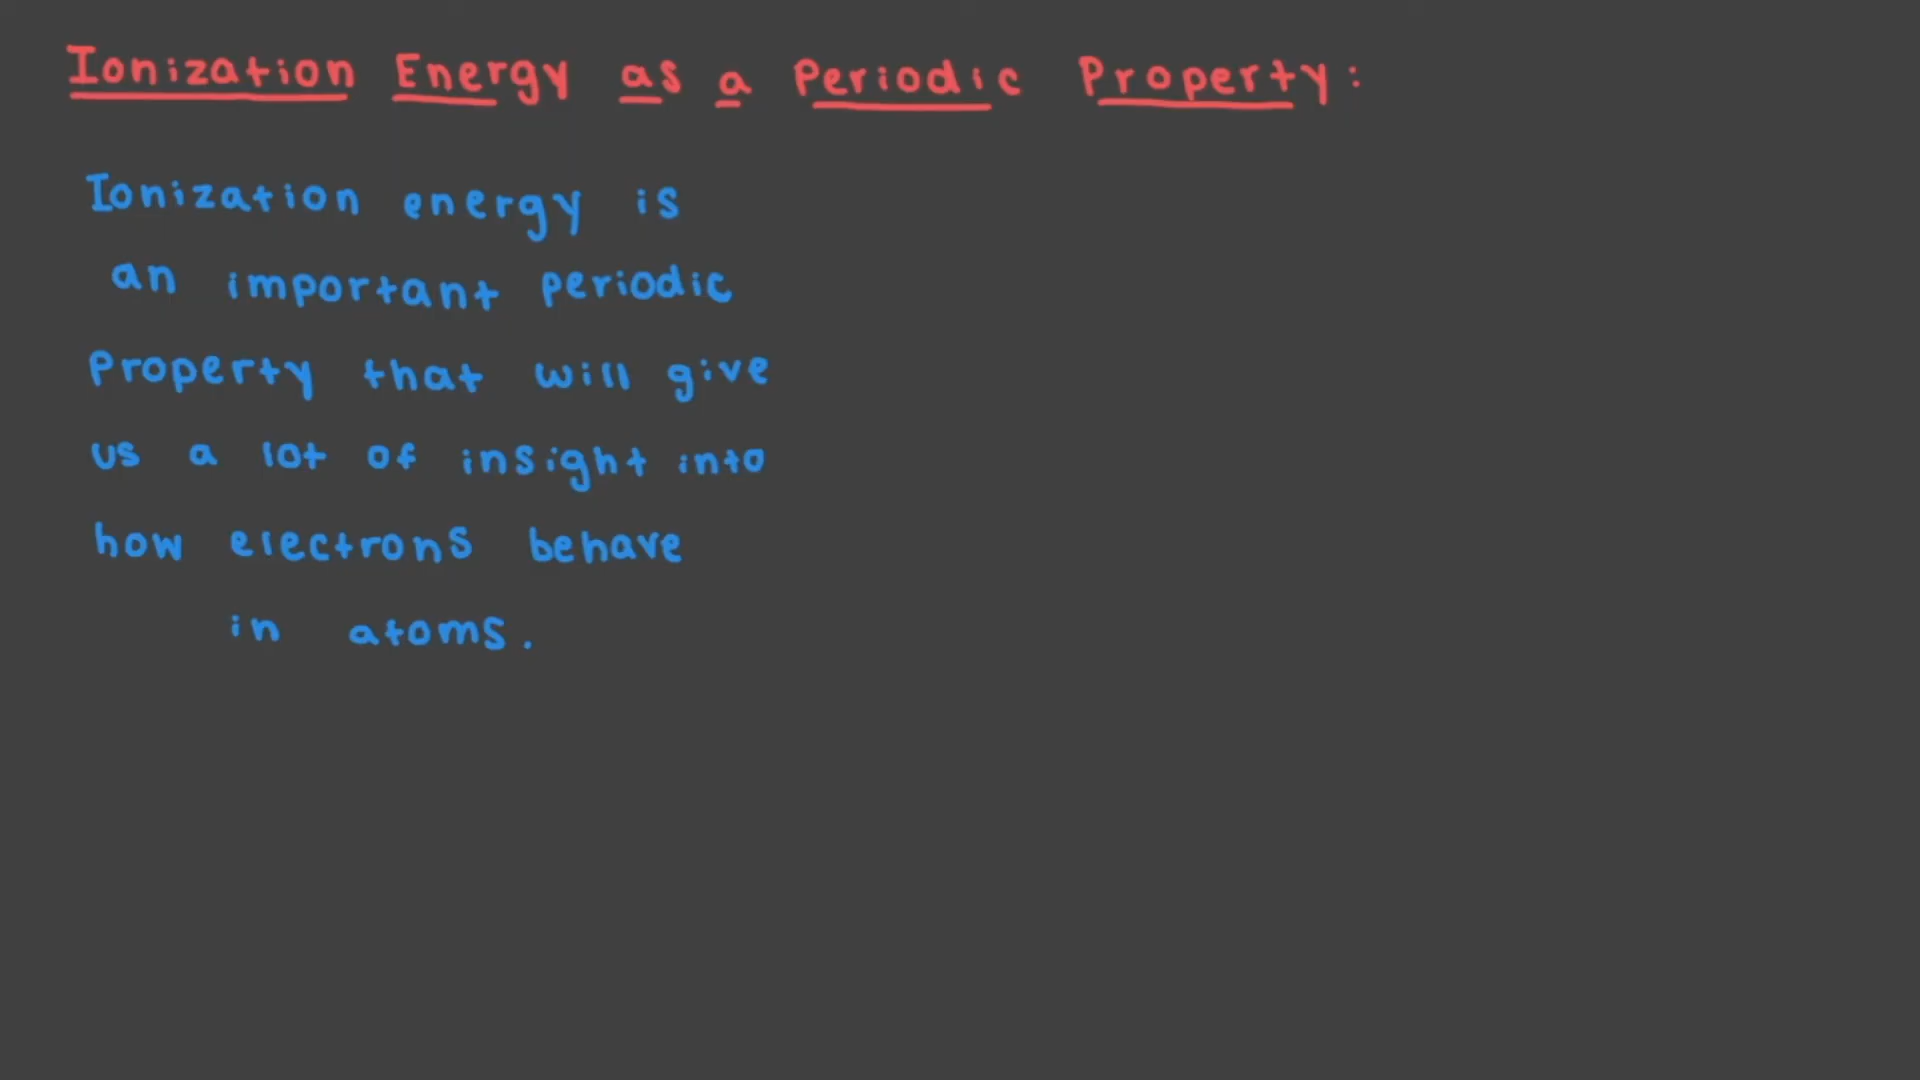 Ionization Energy as a Periodic Property:
Ionization energy is
an important periodic
Property that will give
us a lot of insight into
how electrons behave
in atoms.